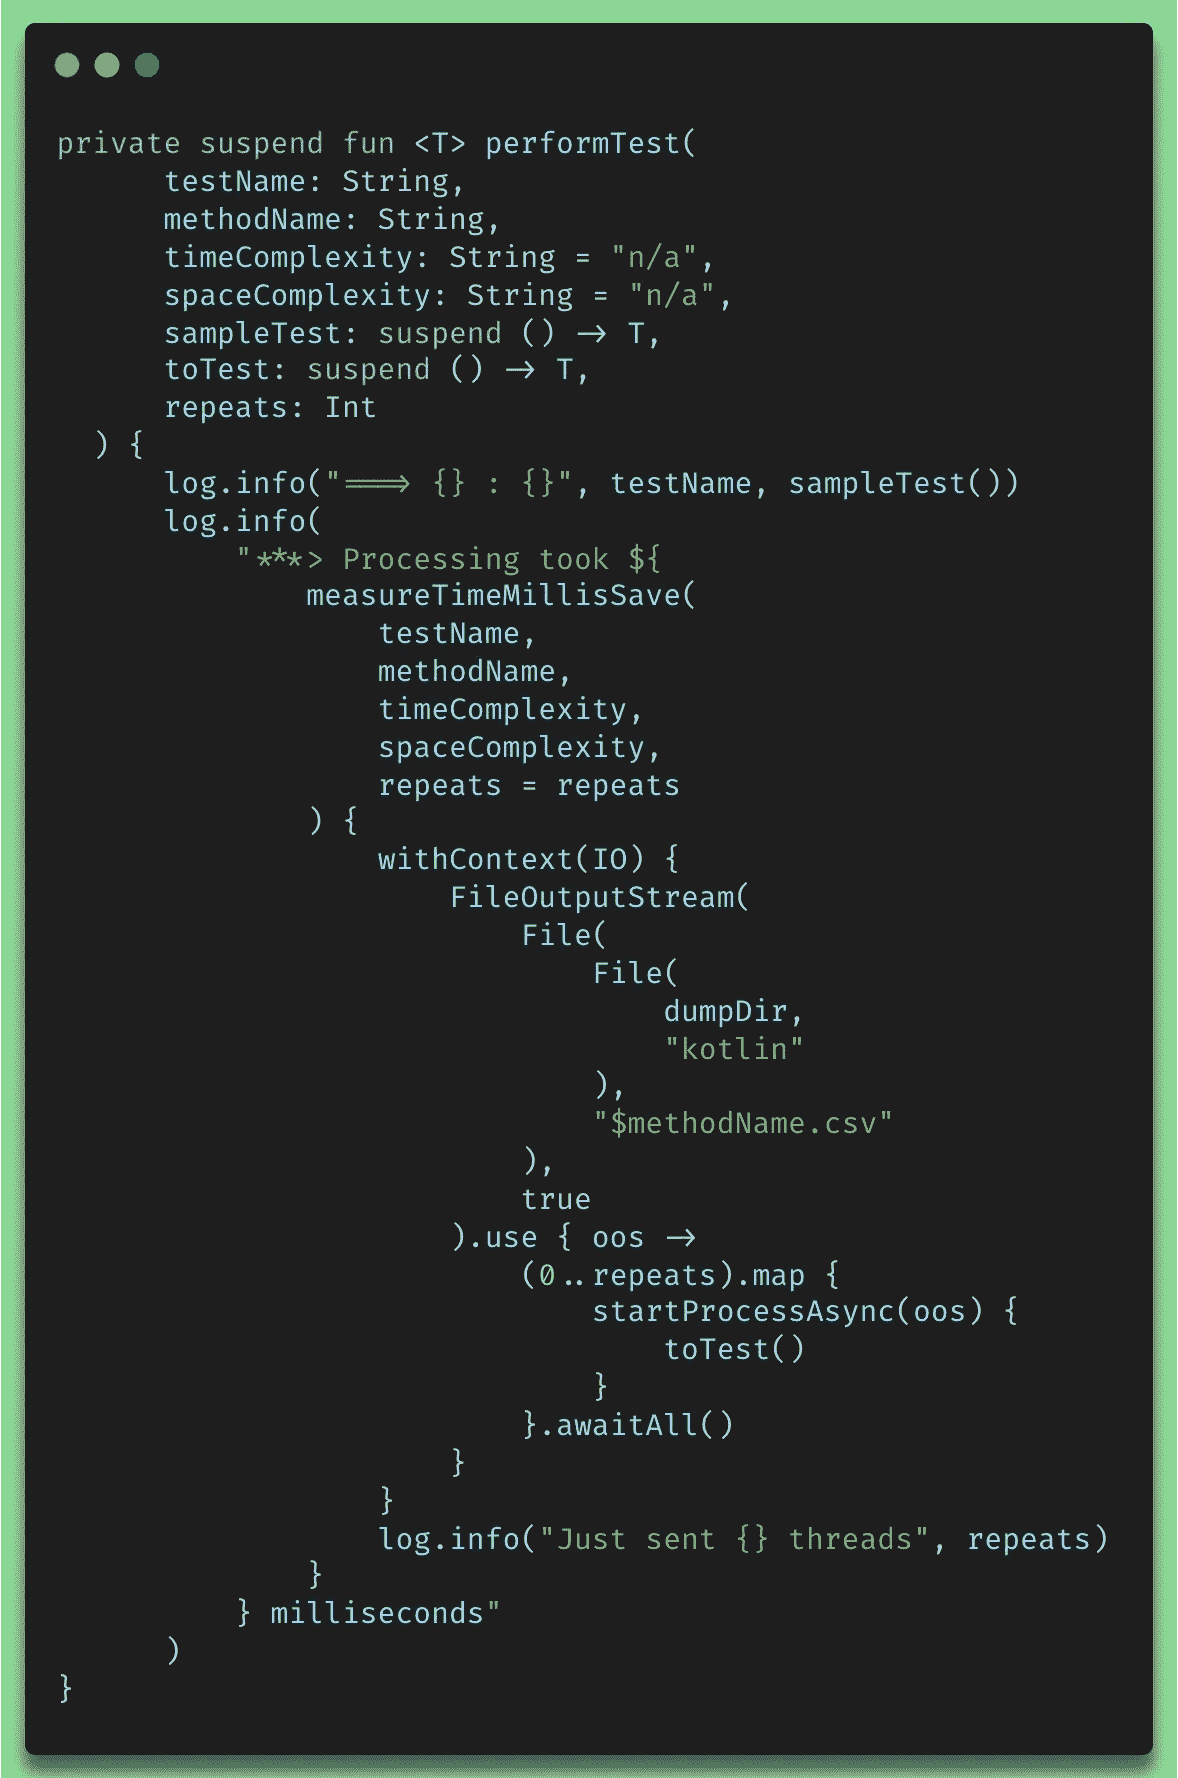 private suspend fun <T> performTest(
      testName: String,
      methodName: String,
      timeComplexity: String = "n/a",
      spaceComplexity: String = "n/a",
      sampleTest: suspend () -> T,
      toTest: suspend () -> T,
      repeats: Int
  ) {
      log.info("===> {} : {}", testName, sampleTest())
      log.info(
          "***> Processing took ${
              measureTimeMillisSave(
                  testName,
                  methodName,
                  timeComplexity,
                  spaceComplexity,
                  repeats = repeats
              ) {
                  withContext(IO) {
                      FileOutputStream(
                          File(
                              File(
                                  dumpDir,
                                  "kotlin"
                              ),
                              "$methodName.csv"
                          ),
                          true
                      ).use { oos ->
                          (0..repeats).map {
                              startProcessAsync(oos) {
                                  toTest()
                              }
                          }.awaitAll()
                      }
                  }
                  log.info("Just sent {} threads", repeats)
              }
          } milliseconds"
      )
}